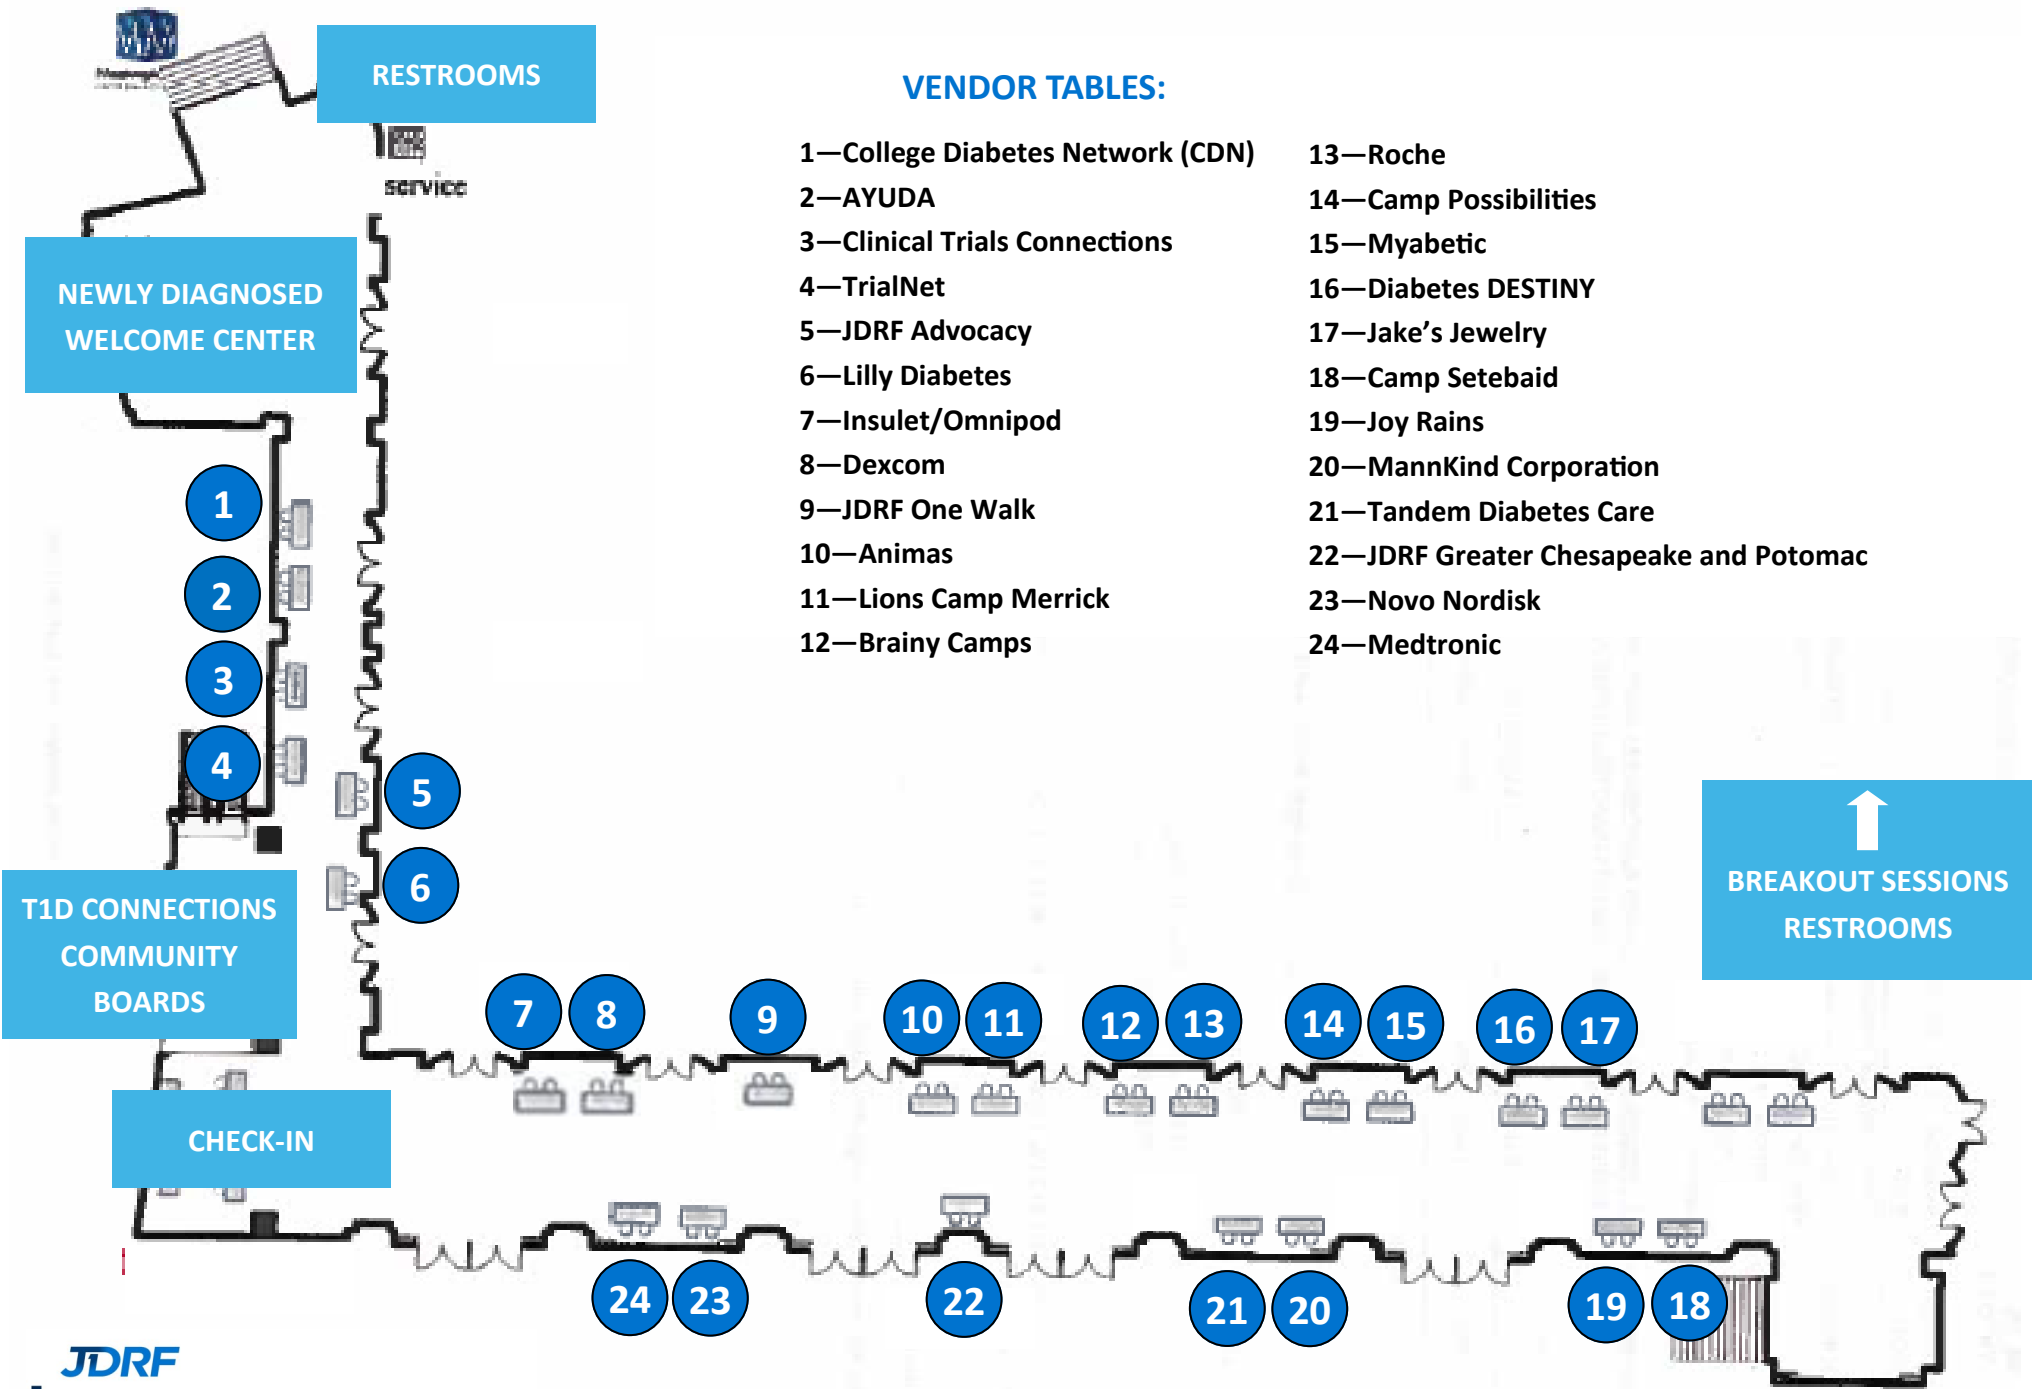 RESTROOMS
service
NEWLY DIAGNOSED
WELCOME CENTER
VENDOR TABLES:
1—College Diabetes Network (CDN)
2—AYUDA
3—Clinical Trials Connections
4—TrialNet
5—JDRF Advocacy
6—Lilly Diabetes
7—Insulet/Omnipod
8—Dexcom
9—JDRF One Walk
10—Animas
11—Lions Camp Merrick
12—Brainy Camps
13—Roche
14—Camp Possibilities
15—Myabetic
16—Diabetes DESTINY
17—Jake’s Jewelry
18—Camp Setebaid
19—Joy Rains
20—MannKind Corporation
21—Tandem Diabetes Care
22—JDRF Greater Chesapeake and Potomac
23—Novo Nordisk
24—Medtronic
1
2
3
4
5
6
T1D CONNECTIONS
COMMUNITY
BOARDS
BREAKOUT SESSIONS
RESTROOMS
7 8 9 10 11 12 13 14 15 16 17
CHECK-IN
24 23 22 21 20 19 18
JDRF